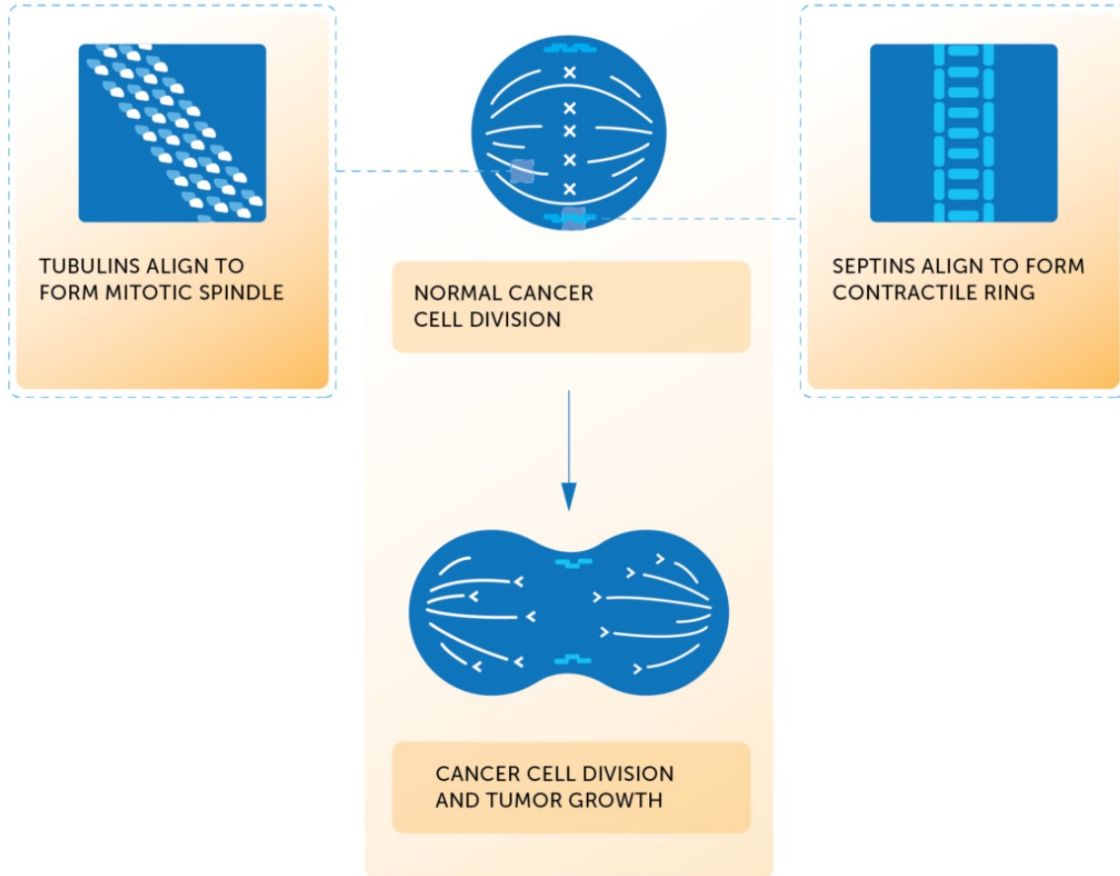 TUBULINS ALIGN TO
FORM MITOTIC SPINDLE
NORMAL CANCER
CELL DIVISION
SEPTINS ALIGN TO FORM
CONTRACTILE RING
CANCER CELL DIVISION
AND TUMOR GROWTH